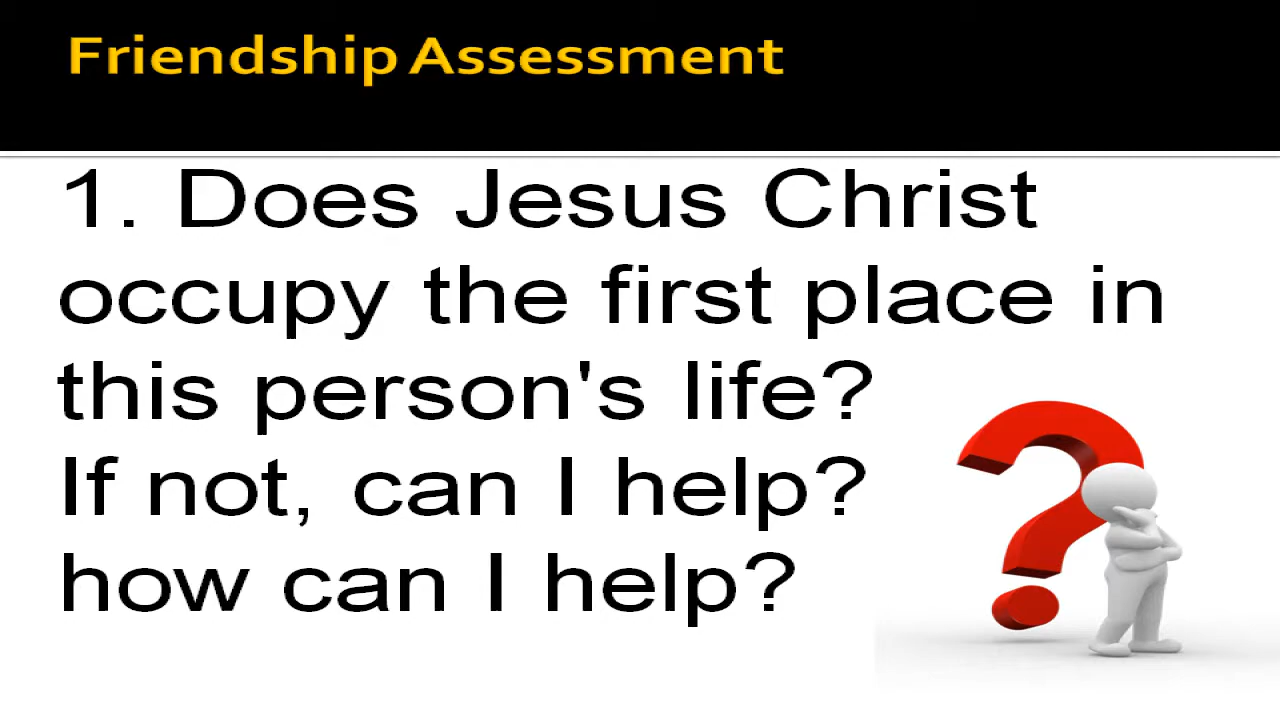 Friendship Assessment
1. Does Jesus Christ
occupy the first place in
this person's life?
If not, can I help?
how can I help?